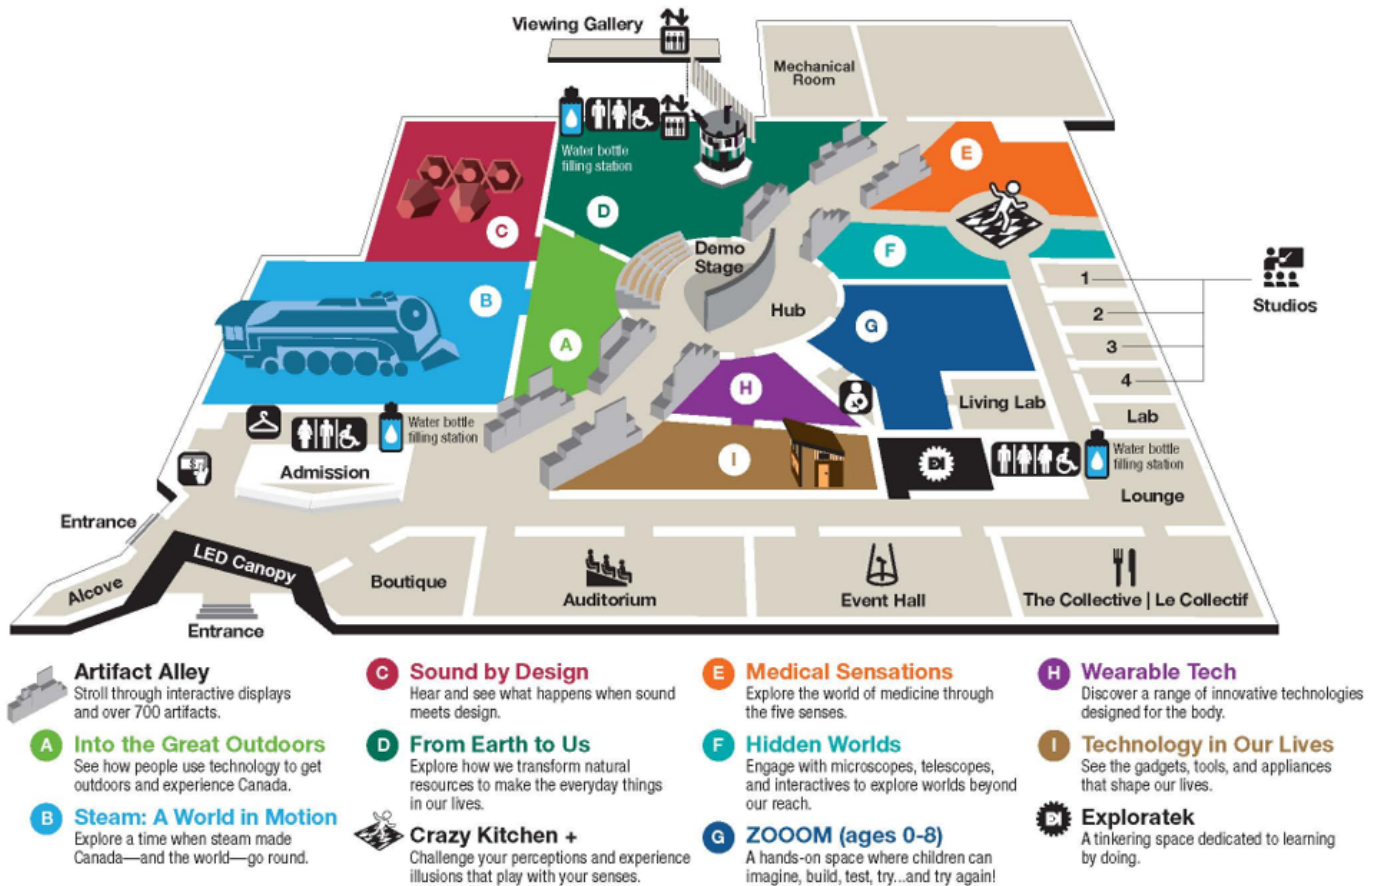 Viewing Gallery
Mechanical
Room
Water bottle
filling station
E
C
D
Demo
Stage
F
1
Studios
B
Hub
2
G
A
3
4
H
Living Lab
Lab
Water bottle
filling station
Admission
I
Water bottle
filling station
Lounge
Entrance
LED Canopy
Alcove
Boutique
Auditorium
Event Hall
The Collective | Le Collectif
Entrance
Artifact Alley
Stroll through interactive displays
and over 700 artifacts.
A Into the Great Outdoors
See how people use technology to get
outdoors and experience Canada.
B Steam: A World in Motion
Explore a time when steam made
Canada—and the world—go round.
C Sound by Design
Hear and see what happens when sound
meets design.
D From Earth to Us
Explore how we transform natural
resources to make the everyday things
in our lives.
Crazy Kitchen +
Challenge your perceptions and experience
illusions that play with your senses.
E Medical Sensations
Explore the world of medicine through
the five senses.
F Hidden Worlds
Engage with microscopes, telescopes,
and interactives to explore worlds beyond
our reach.
G ZOOOM (ages 0-8)
A hands-on space where children can
imagine, build, test, try...and try again!
H Wearable Tech
Discover a range of innovative technologies
designed for the body.
I Technology in Our Lives
See the gadgets, tools, and appliances
that shape our lives.
Exploratek
A tinkering space dedicated to learning
by doing.